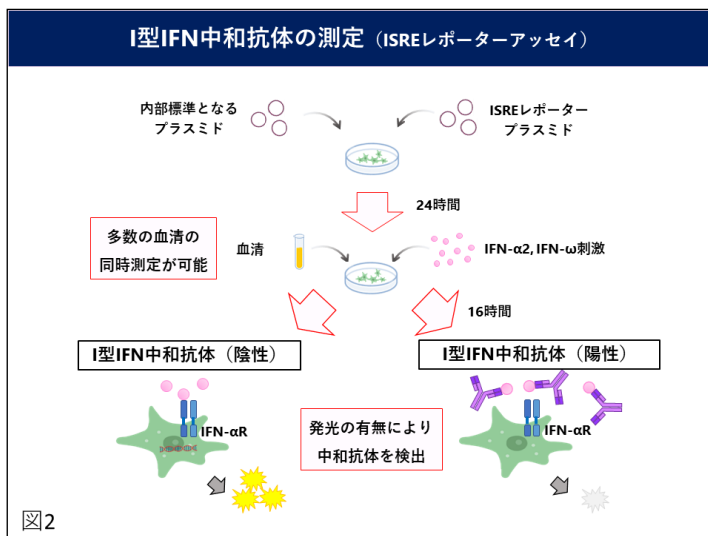 I型IFN中和抗体の測定（ISREレポーターアッセイ）
内部標準となる
プラスミド
ISREレポーター
プラスミド
24時間
多数の血清の
同時測定が可能
血清
IFN-α2, IFN-ω刺激
16時間
I型IFN中和抗体（陰性）
I型IFN中和抗体（陽性）
IFN-αR
IFN-αR
発光の有無により
中和抗体を検出
図2